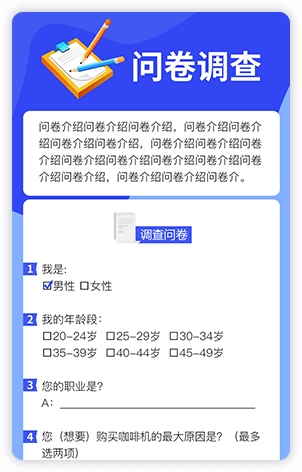 问卷调查
问卷介绍问卷介绍问卷介绍，问卷介绍问卷介
绍问卷介绍问卷介绍，问卷介绍问卷介绍问卷
介绍问卷介绍问卷介绍问卷介绍问卷介绍问卷
介绍问卷介绍，问卷介绍问卷介绍问卷介。
调查问卷
1 我是:
☑男性 ☐女性
2 我的年龄段：
☐20-24岁 ☐25-29岁 ☐30-34岁
☐35-39岁 ☐40-44岁 ☐45-49岁
3 您的职业是？
A：
4 您（想要）购买咖啡机的最大原因是？（最多
选两项）